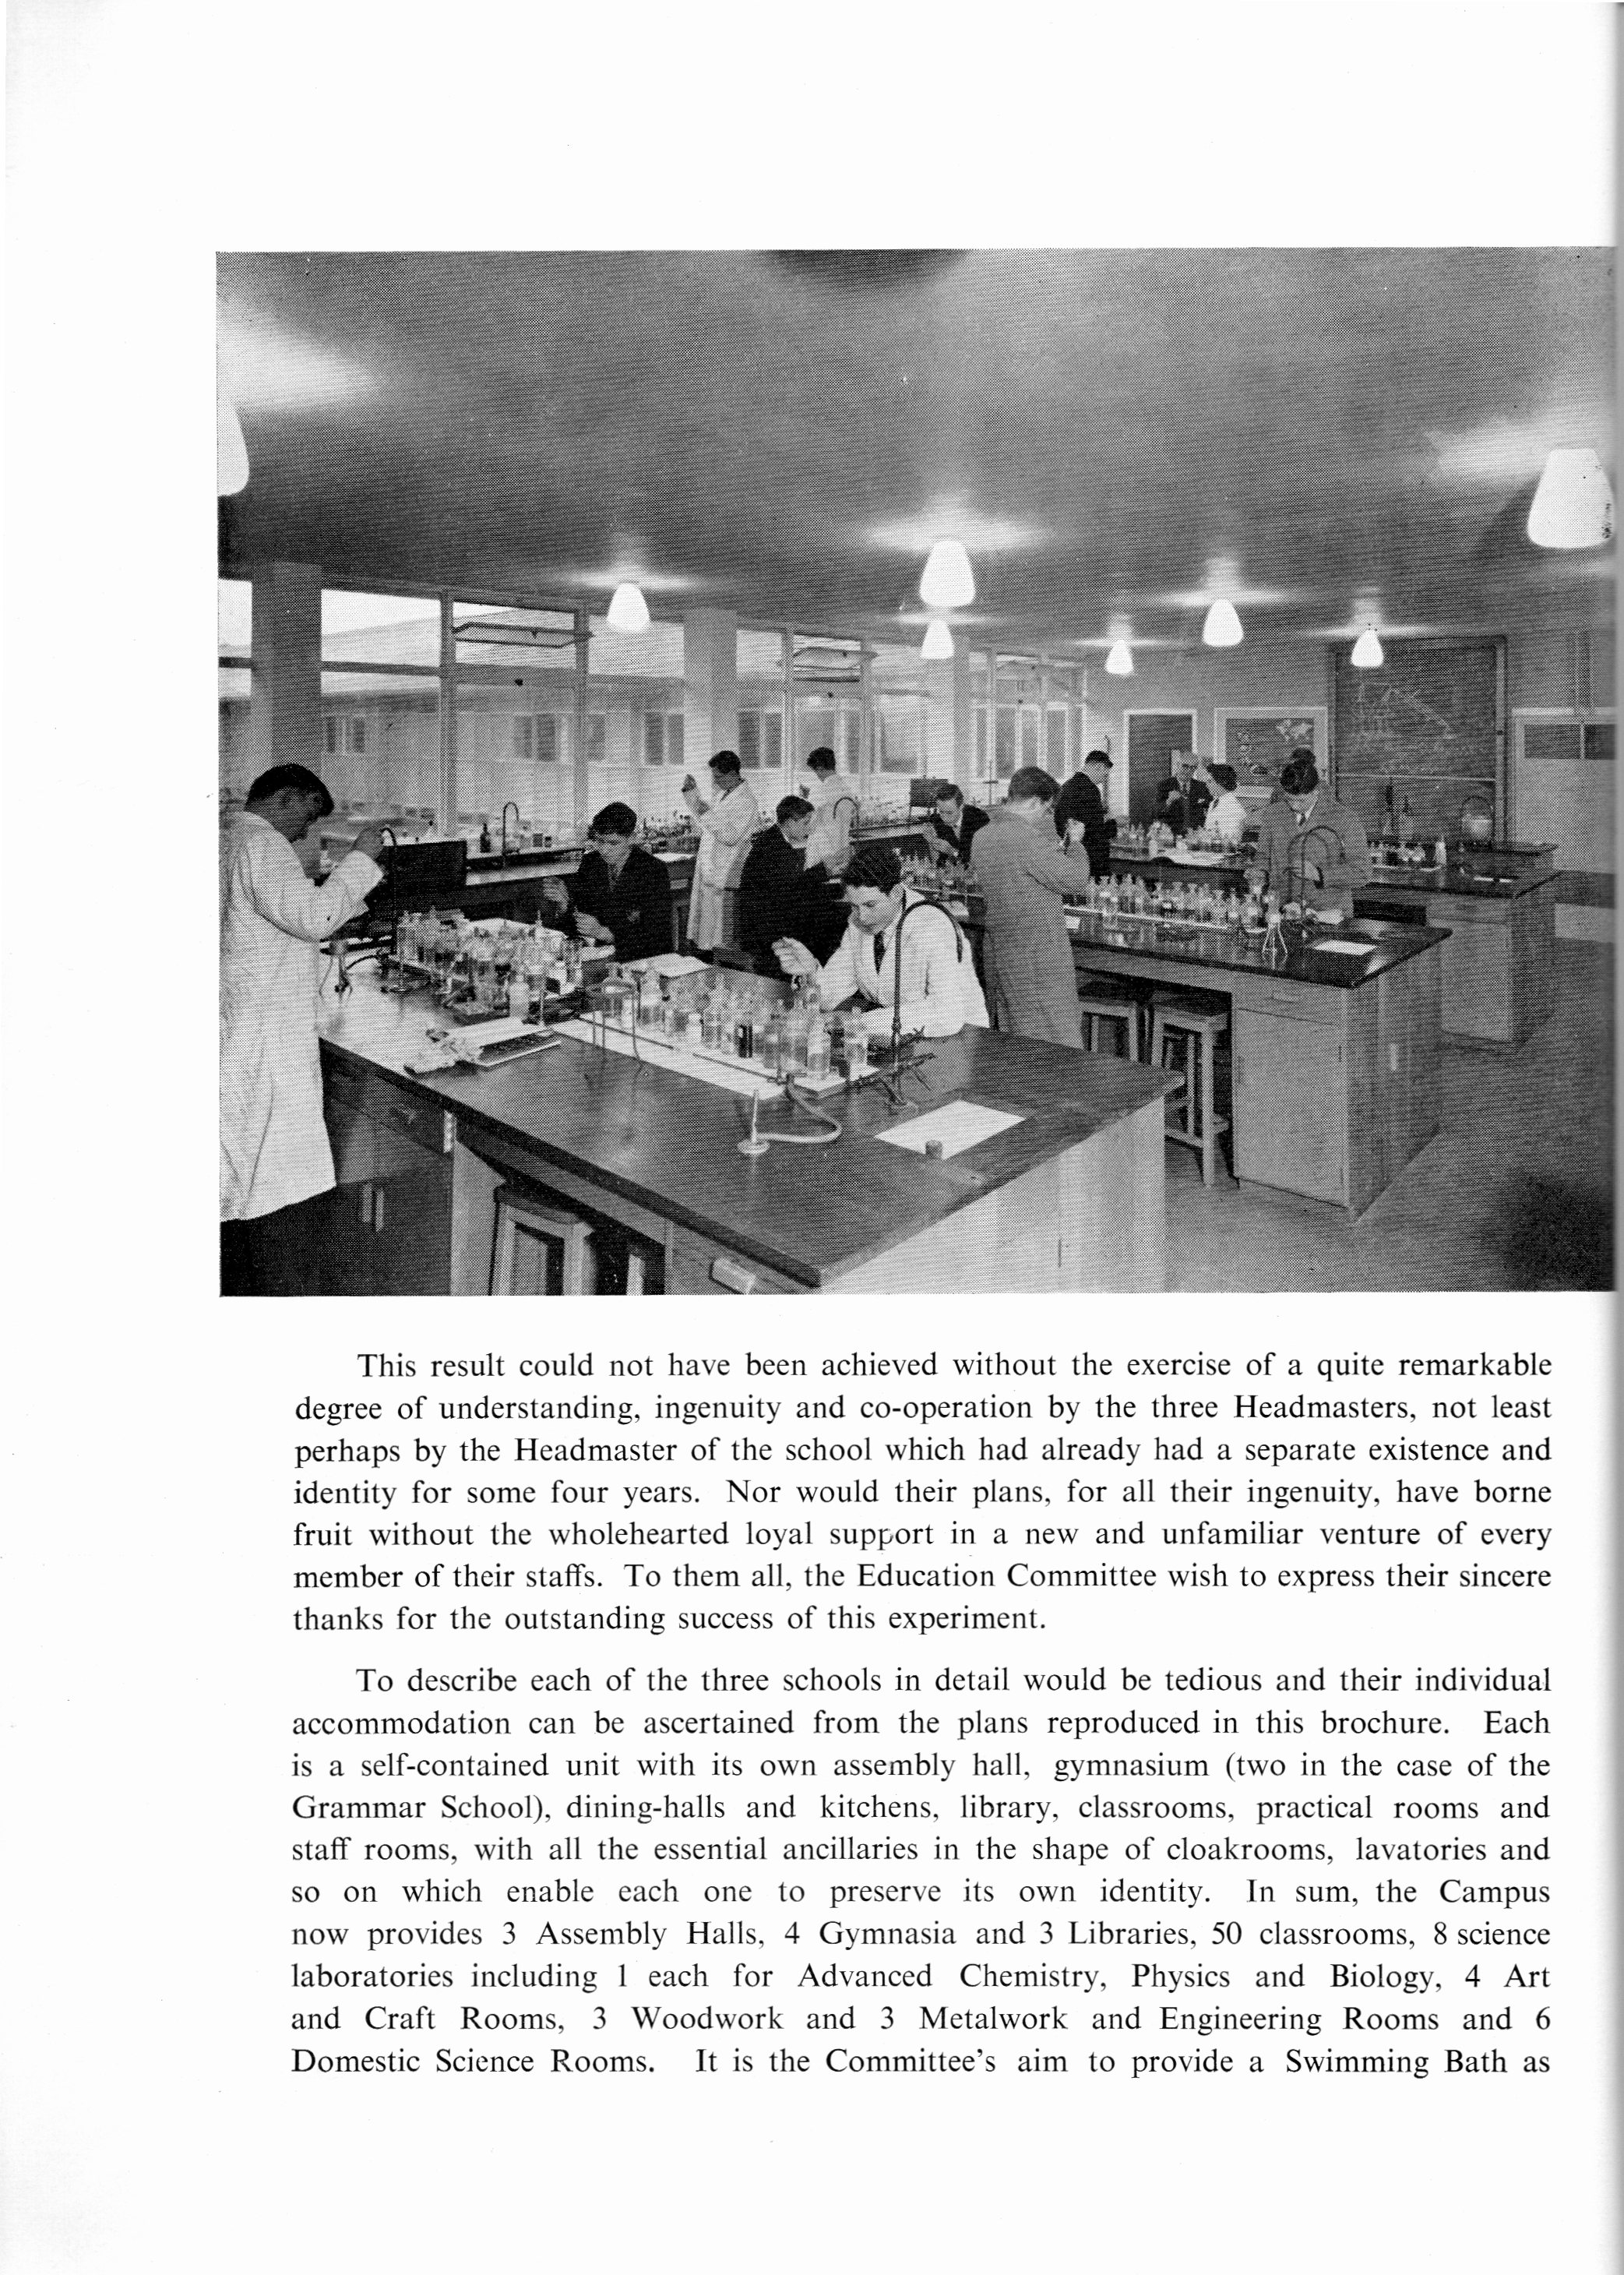 This result could not have been achieved without the exercise of a quite remarkable
degree of understanding, ingenuity and co-operation by the three Headmasters, not least
perhaps by the Headmaster of the school which had already had a separate existence and
identity for some four years. Nor would their plans, for all their ingenuity, have borne
fruit without the wholehearted loyal support in a new and unfamiliar venture of every
member of their staffs. To them all, the Education Committee wish to express their sincere
thanks for the outstanding success of this experiment.
To describe each of the three schools in detail would be tedious and their individual
accommodation can be ascertained from the plans reproduced in this brochure. Each
is a self-contained unit with its own assembly hall, gymnasium (two in the case of the
Grammar School), dining-halls and kitchens, library, classrooms, practical rooms and
staff rooms, with all the essential ancillaries in the shape of cloakrooms, lavatories and
so on which enable each one to preserve its own identity. In sum, the Campus
now provides 3 Assembly Halls, 4 Gymnasia and 3 Libraries, 50 classrooms, 8 science
laboratories including 1 each for Advanced Chemistry, Physics and Biology, 4 Art
and Craft Rooms, 3 Woodwork and 3 Metalwork and Engineering Rooms and 6
Domestic Science Rooms. It is the Committee's aim to provide a Swimming Bath as